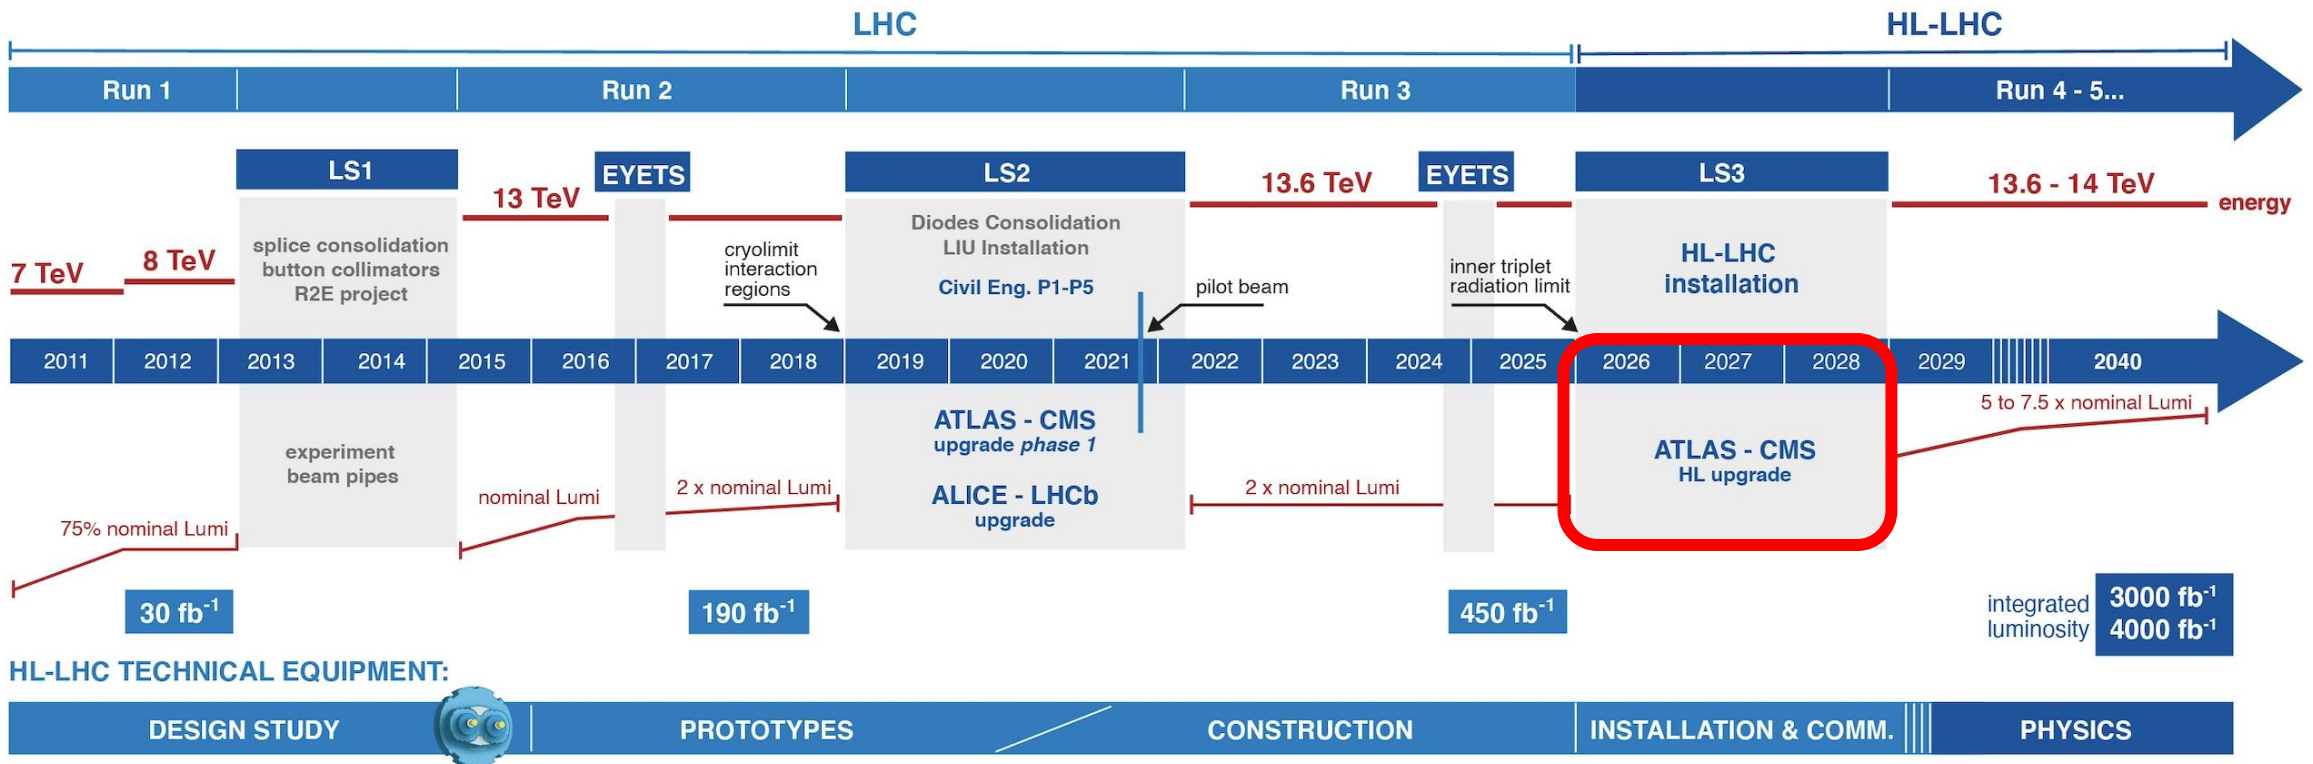 LHC
HL-LHC
Run 1
Run 2
Run 3
Run 4 - 5...
LS1
EYETS
LS2
EYETS
LS3
13 TeV
13.6 TeV
13.6 - 14 TeV
energy
7 TeV
8 TeV
splice consolidation
button collimators
R2E project
cryolimit
interaction
regions
Diodes Consolidation
LIU Installation
Civil Eng. P1-P5
pilot beam
inner triplet
radiation limit
HL-LHC
installation
2011 2012 2013 2014 2015 2016 2017 2018 2019 2020 2021 2022 2023 2024 2025 2026 2027 2028 2029 2040
experiment
beam pipes
ATLAS - CMS
upgrade phase 1
ALICE - LHCb
upgrade
ATLAS - CMS
HL upgrade
5 to 7.5 x nominal Lumi
75% nominal Lumi
nominal Lumi
2 x nominal Lumi
2 x nominal Lumi
30 fb⁻¹
190 fb⁻¹
450 fb⁻¹
integrated
luminosity
3000 fb⁻¹
4000 fb⁻¹
HL-LHC TECHNICAL EQUIPMENT:
DESIGN STUDY
PROTOTYPES
CONSTRUCTION
INSTALLATION & COMM.
PHYSICS